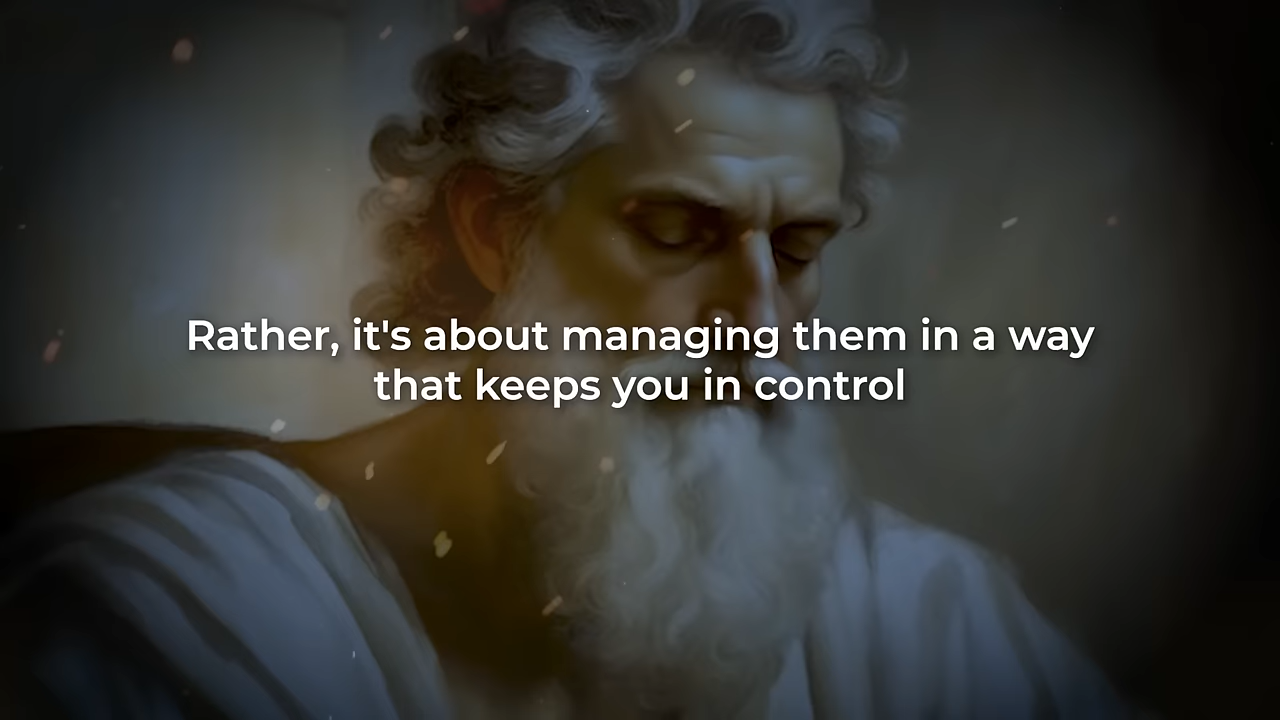 Rather, it's about managing them in a way
that keeps you in control